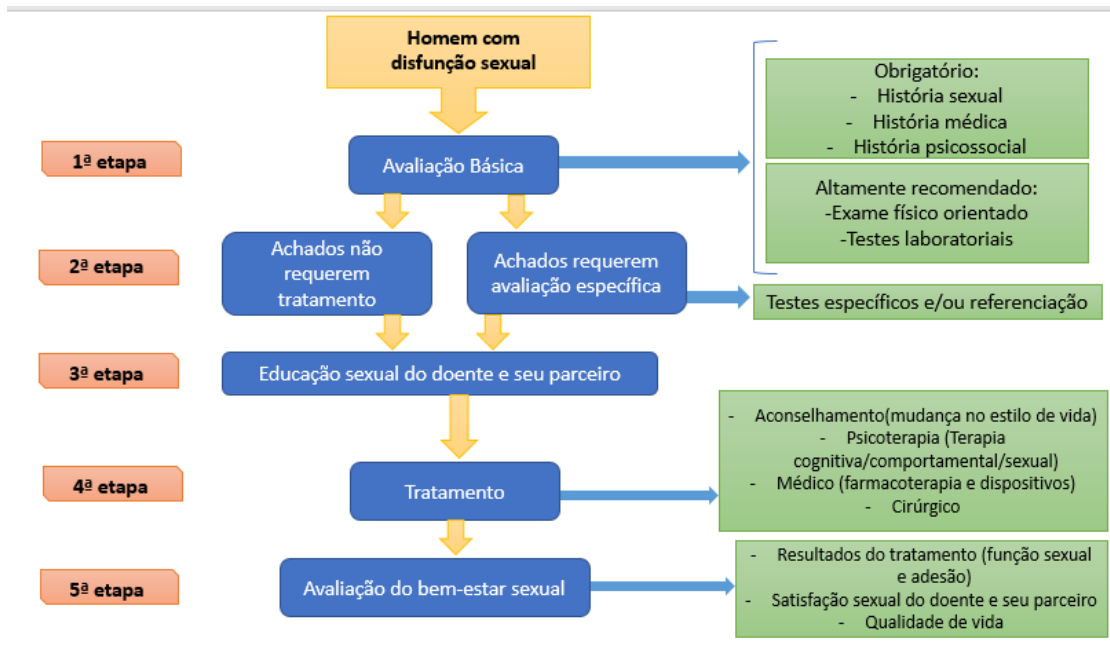 Homem com
disfunção sexual
Obrigatório:
- História sexual
- História médica
- História psicossocial
1ª etapa
Avaliação Básica
Altamente recomendado:
-Exame físico orientado
-Testes laboratoriais
2ª etapa
Achados não
requerem
tratamento
Achados requerem
avaliação específica
Testes específicos e/ou referenciação
3ª etapa
Educação sexual do doente e seu parceiro
4ª etapa
Tratamento
- Aconselhamento(mudança no estilo de vida)
- Psicoterapia (Terapia
cognitiva/comportamental/sexual)
- Médico (farmacoterapia e dispositivos)
- Cirúrgico
5ª etapa
Avaliação do bem-estar sexual
- Resultados do tratamento (função sexual
e adesão)
- Satisfação sexual do doente e seu parceiro
- Qualidade de vida